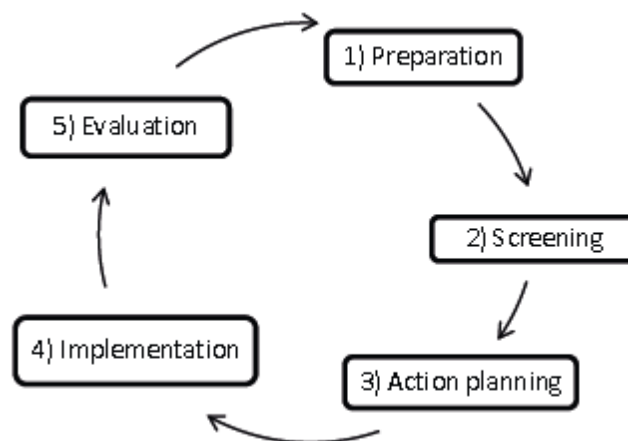 1) Preparation
2) Screening
3) Action planning
4) Implementation
5) Evaluation